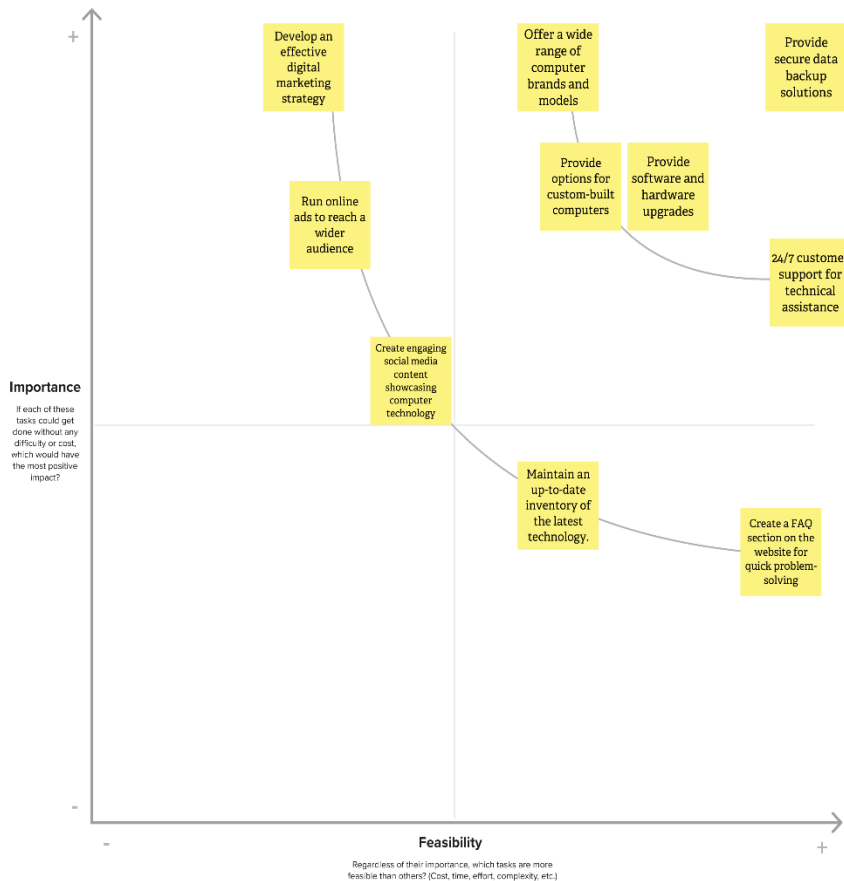 +
Develop an
effective
digital
marketing
strategy
Offer a wide
range of
computer
brands and
models
Provide
secure data
backup
solutions
Run online
ads to reach a
wider
audience
Provide
options for
custom-built
computers
Provide
software and
hardware
upgrades
24/7 custome
support for
technical
assistance
Create engaging
social media
content
showcasing
computer
technology
Importance
If each of these
tasks could get
done without any
difficulty or cost,
which would have
the most positive
impact?
Maintain an
up-to-date
inventory of
the latest
technology.
Create a FAQ
section on the
website for
quick problem-
solving
-
-
Feasibility
+
Regardless of their importance, which tasks are more
feasible than others? (Cost, time, effort, complexity, etc.)